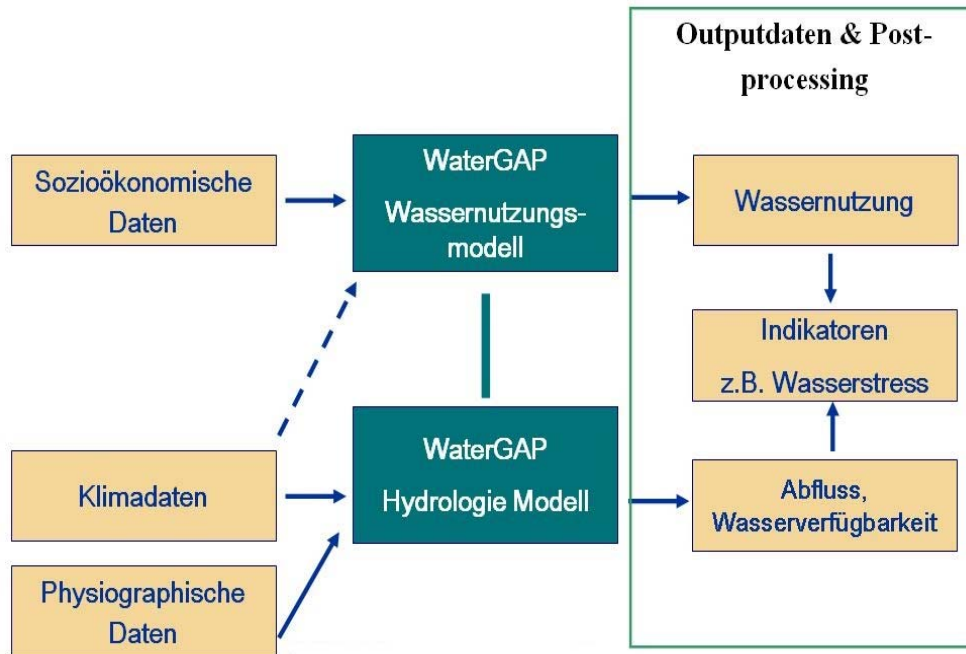 Outputdaten & Post-
processing
Sozioökonomische
Daten
WaterGAP
Wassernutzungs-
modell
Wassernutzung
Indikatoren
z.B. Wasserstress
Klimadaten
WaterGAP
Hydrologie Modell
Abfluss,
Wasserverfügbarkeit
Physiographische
Daten